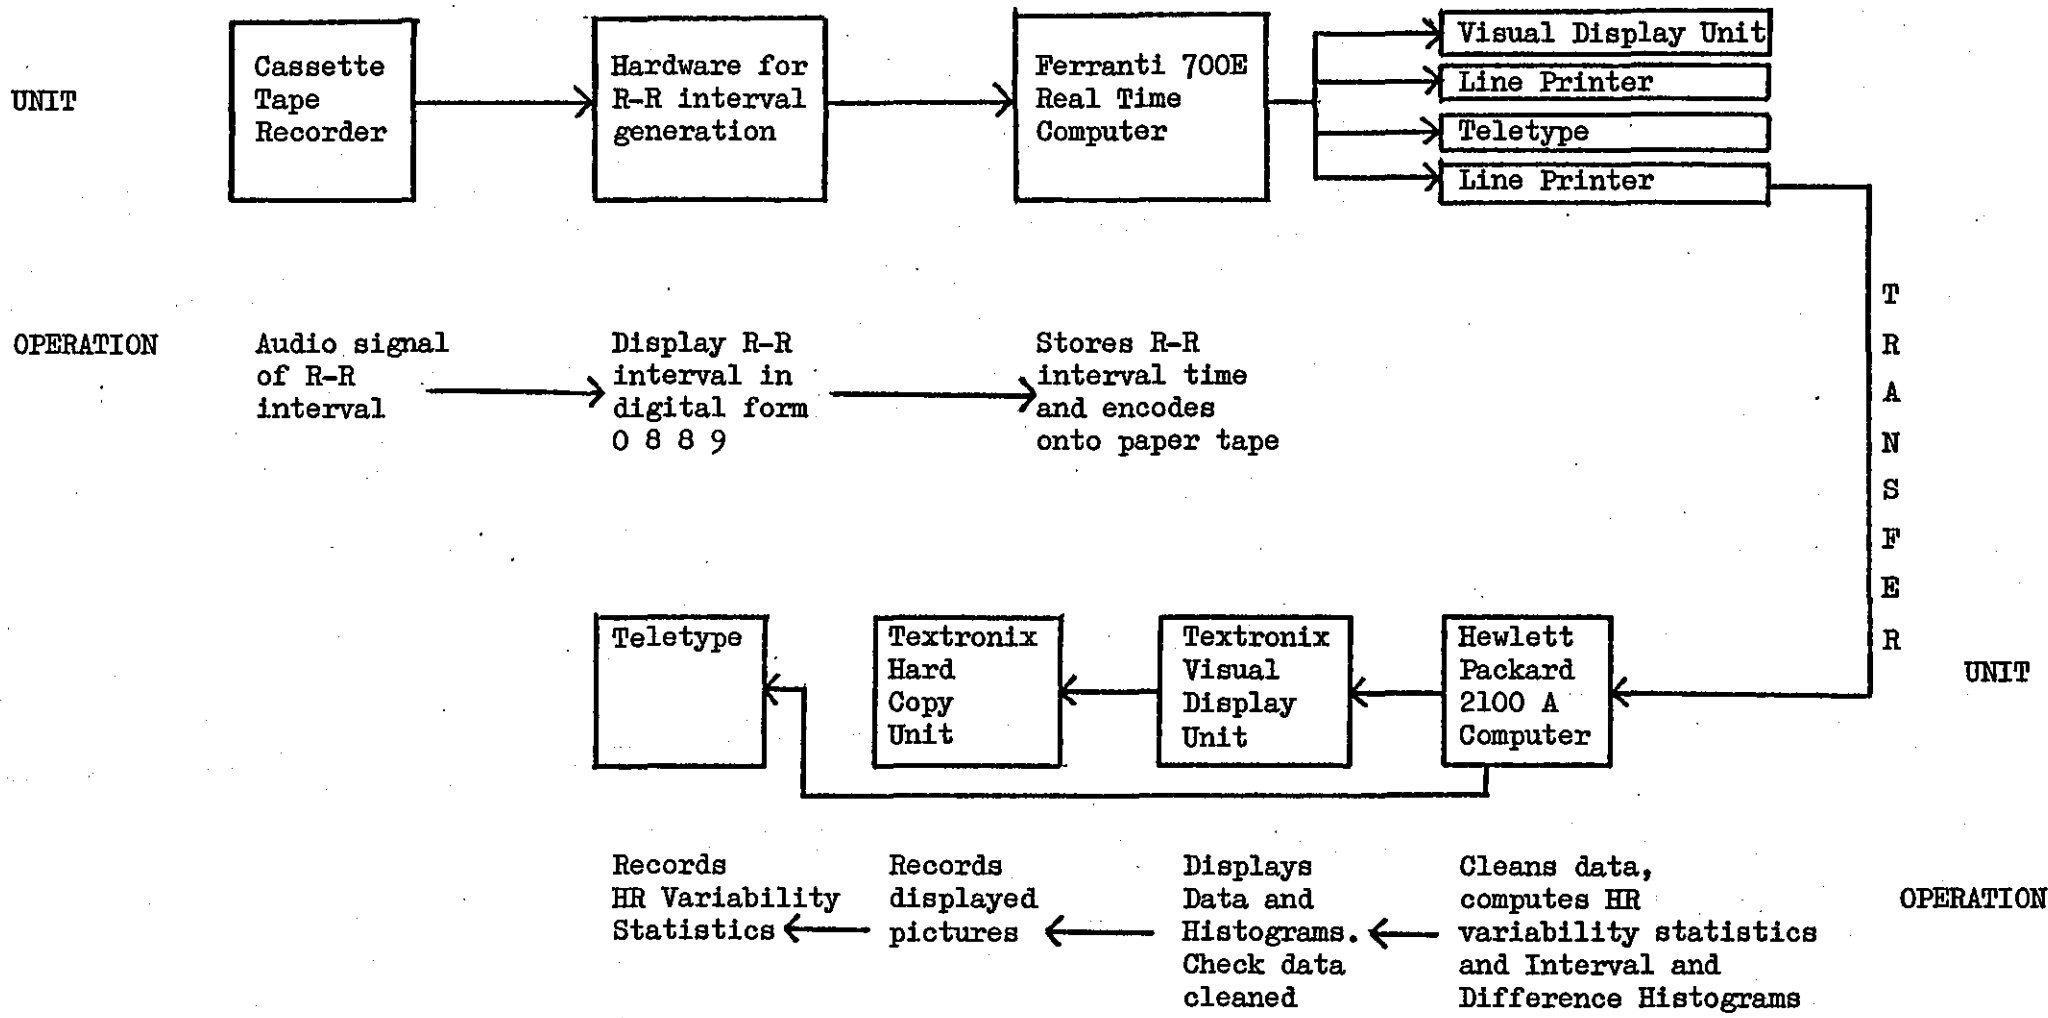 UNIT
Cassette
Tape
Recorder
Hardware for
R-R interval
generation
Ferranti 700E
Real Time
Computer
Visual Display Unit
Line Printer
Teletype
Line Printer
OPERATION
Audio signal
of R-R
interval
Display R-R
interval in
digital form
0 8 8 9
Stores R-R
interval time
and encodes
onto paper tape
T
R
A
N
S
F
E
R
Teletype
Textronix
Hard
Copy
Unit
Textronix
Visual
Display
Unit
Hewlett
Packard
2100 A
Computer
UNIT
Records
HR Variability
Statistics
Records
displayed
pictures
Displays
Data and
Histograms.
Check data
cleaned
Cleans data,
computes HR
variability statistics
and Interval and
Difference Histograms
OPERATION